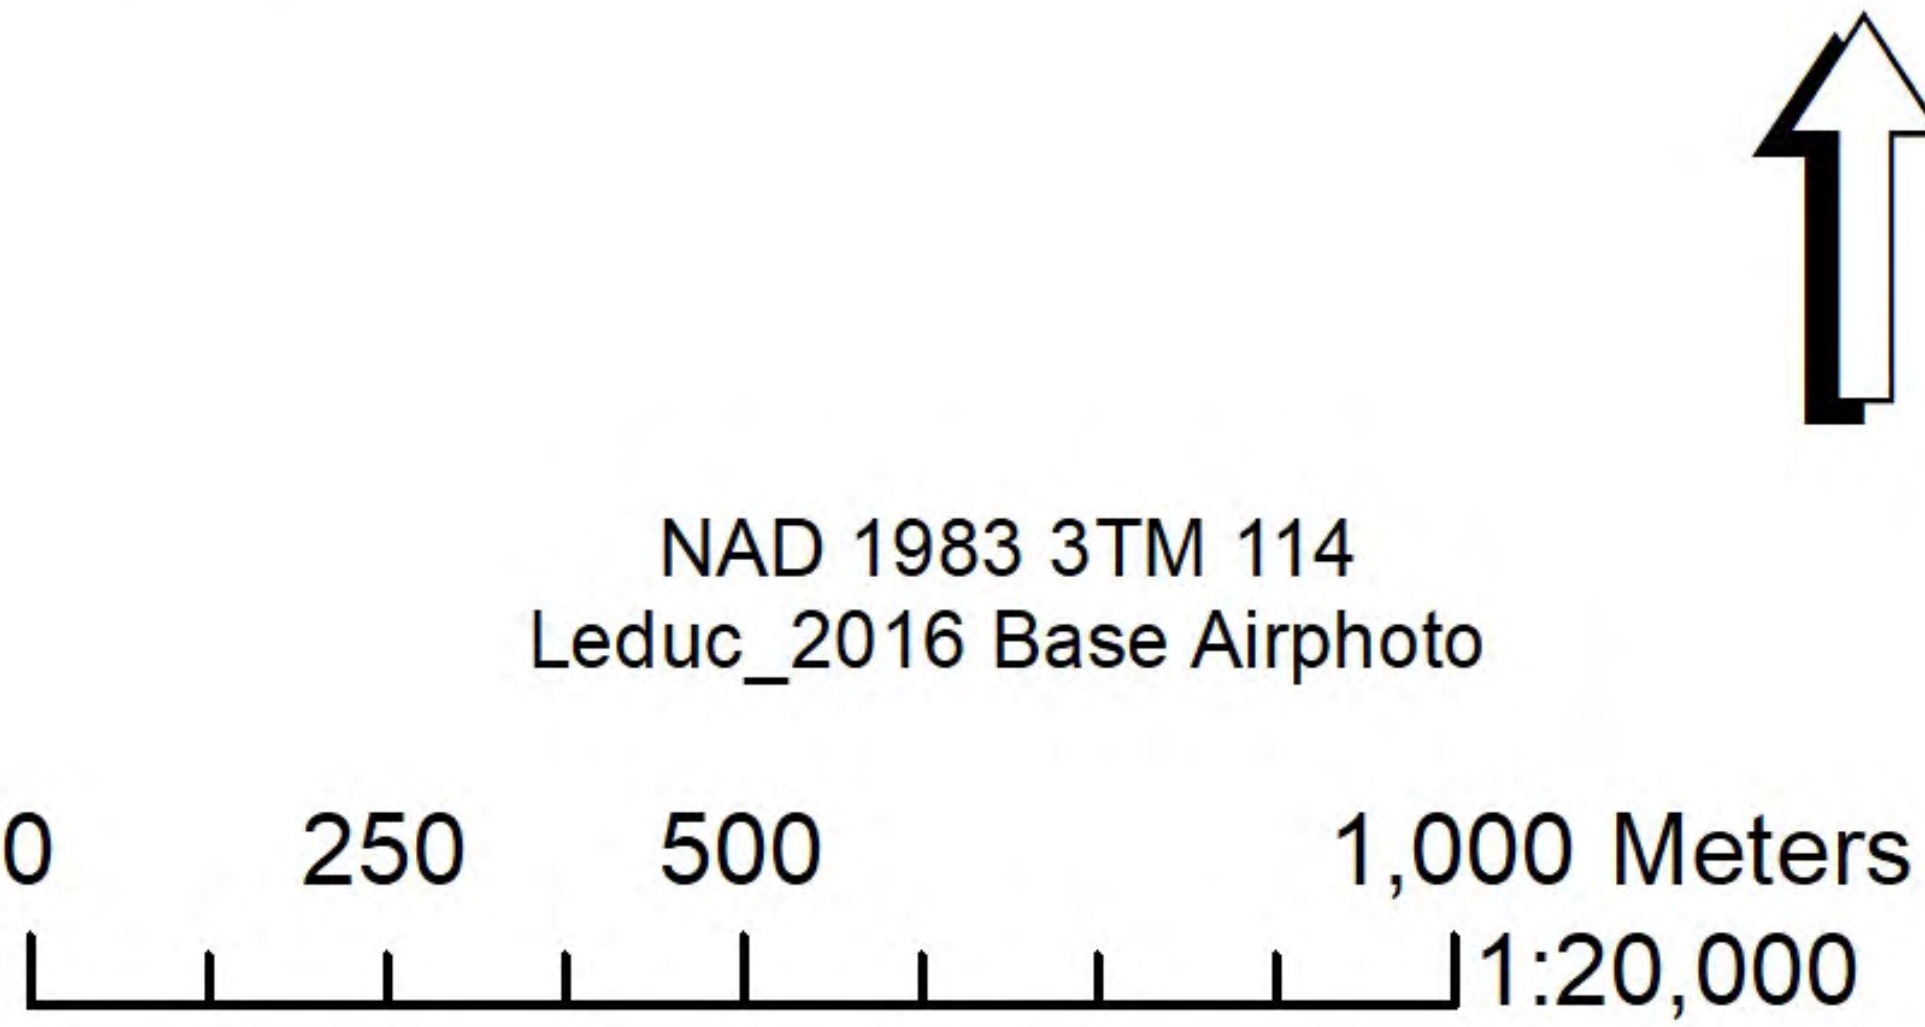 NAD 1983 3TM 114
Leduc_2016 Base Airphoto
0 250 500 1,000 Meters
1:20,000